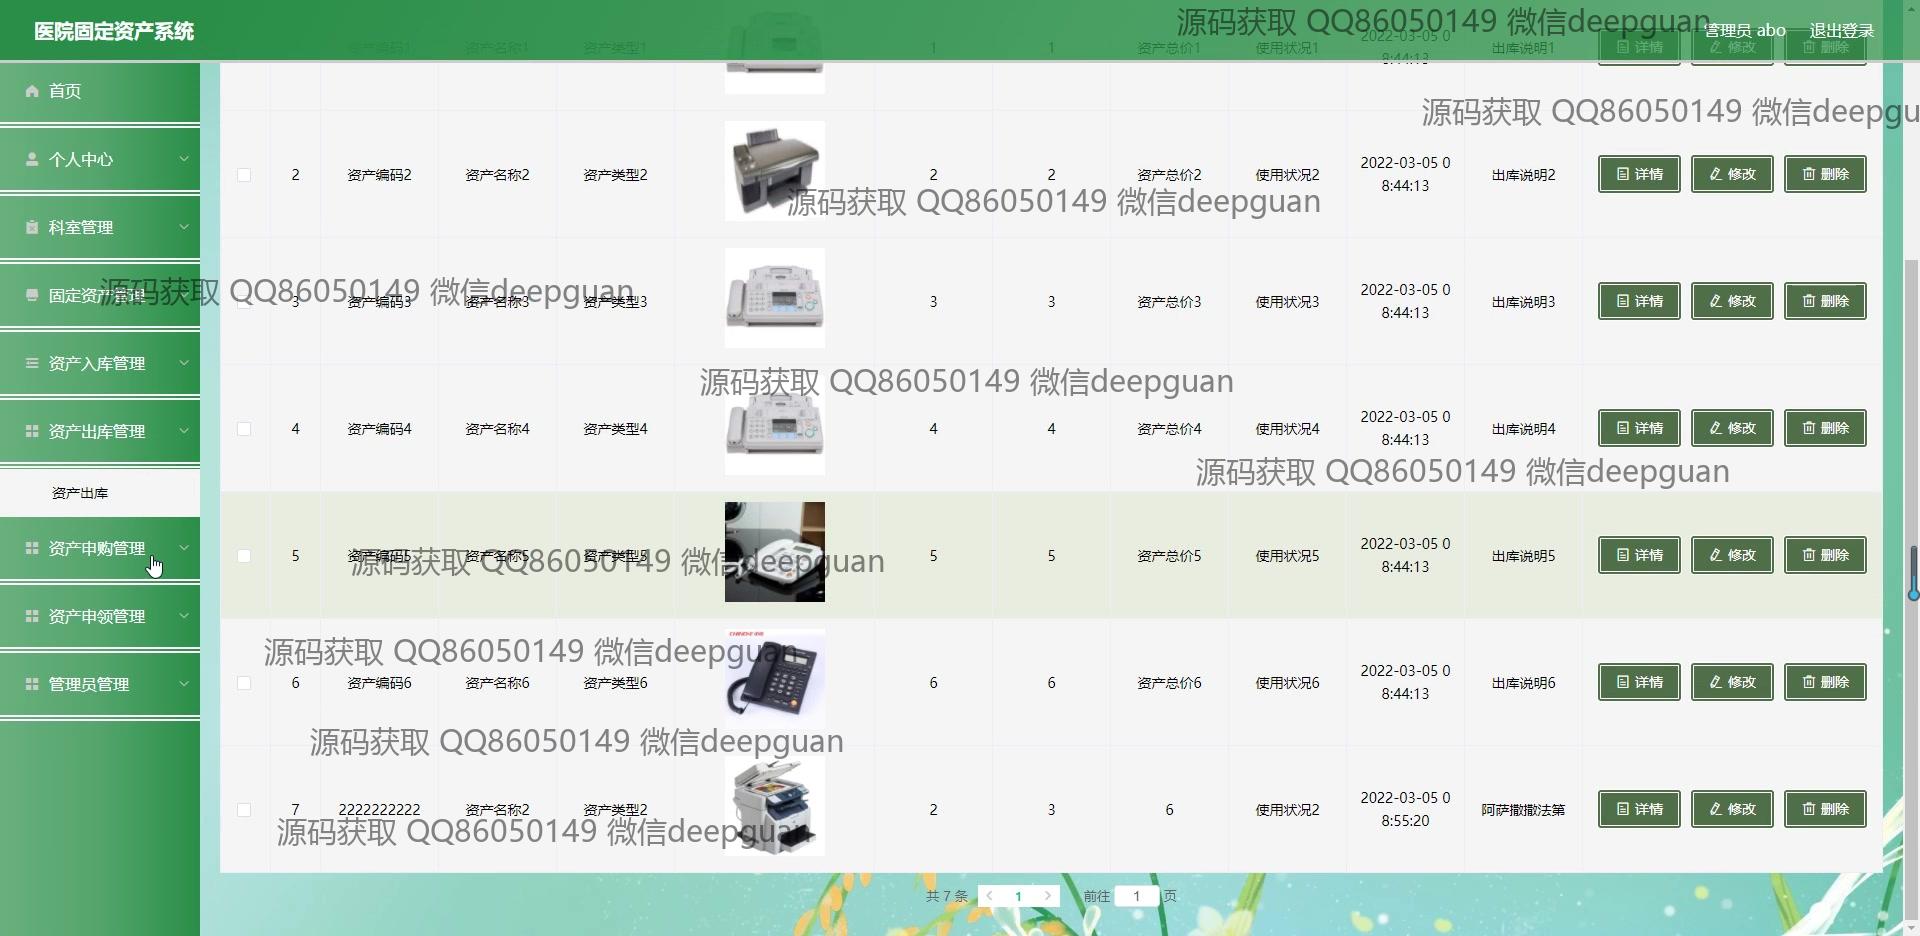 医院固定资产系统
源码获取 QQ86050149 微信deepguan
管理员 abo
退出登录
资产编码1 资产名称1 资产类型1 1 1 资产总价1 使用状况1 2022-03-05 0 出库说明1 详情 修改 删除
8:44:13
首页
源码获取 QQ86050149 微信deepgu
个人中心
2 资产编码2 资产名称2 资产类型2 2 2 资产总价2 使用状况2 2022-03-05 0 出库说明2 详情 修改 删除
8:44:13
源码获取 QQ86050149 微信deepguan
科室管理
固定资产管理
源码获取 QQ86050149 微信deepguan
3 资产编码3 资产名称3 资产类型3 3 3 资产总价3 使用状况3 2022-03-05 0 出库说明3 详情 修改 删除
8:44:13
资产入库管理
源码获取 QQ86050149 微信deepguan
资产出库管理
4 资产编码4 资产名称4 资产类型4 4 4 资产总价4 使用状况4 2022-03-05 0 出库说明4 详情 修改 删除
8:44:13
源码获取 QQ86050149 微信deepguan
资产出库
资产申购管理
5 资产编码5 资产名称5 资产类型5 5 5 资产总价5 使用状况5 2022-03-05 0 出库说明5 详情 修改 删除
8:44:13
源码获取 QQ86050149 微信deepguan
资产申领管理
源码获取 QQ86050149 微信deepguan
管理员管理
6 资产编码6 资产名称6 资产类型6 6 6 资产总价6 使用状况6 2022-03-05 0 出库说明6 详情 修改 删除
8:44:13
源码获取 QQ86050149 微信deepguan
7 2222222222 资产名称2 资产类型2 2 3 6 使用状况2 2022-03-05 0 阿萨撒撒法第 详情 修改 删除
8:55:20
源码获取 QQ86050149 微信deepguan
共 7 条 1 前往 1 页